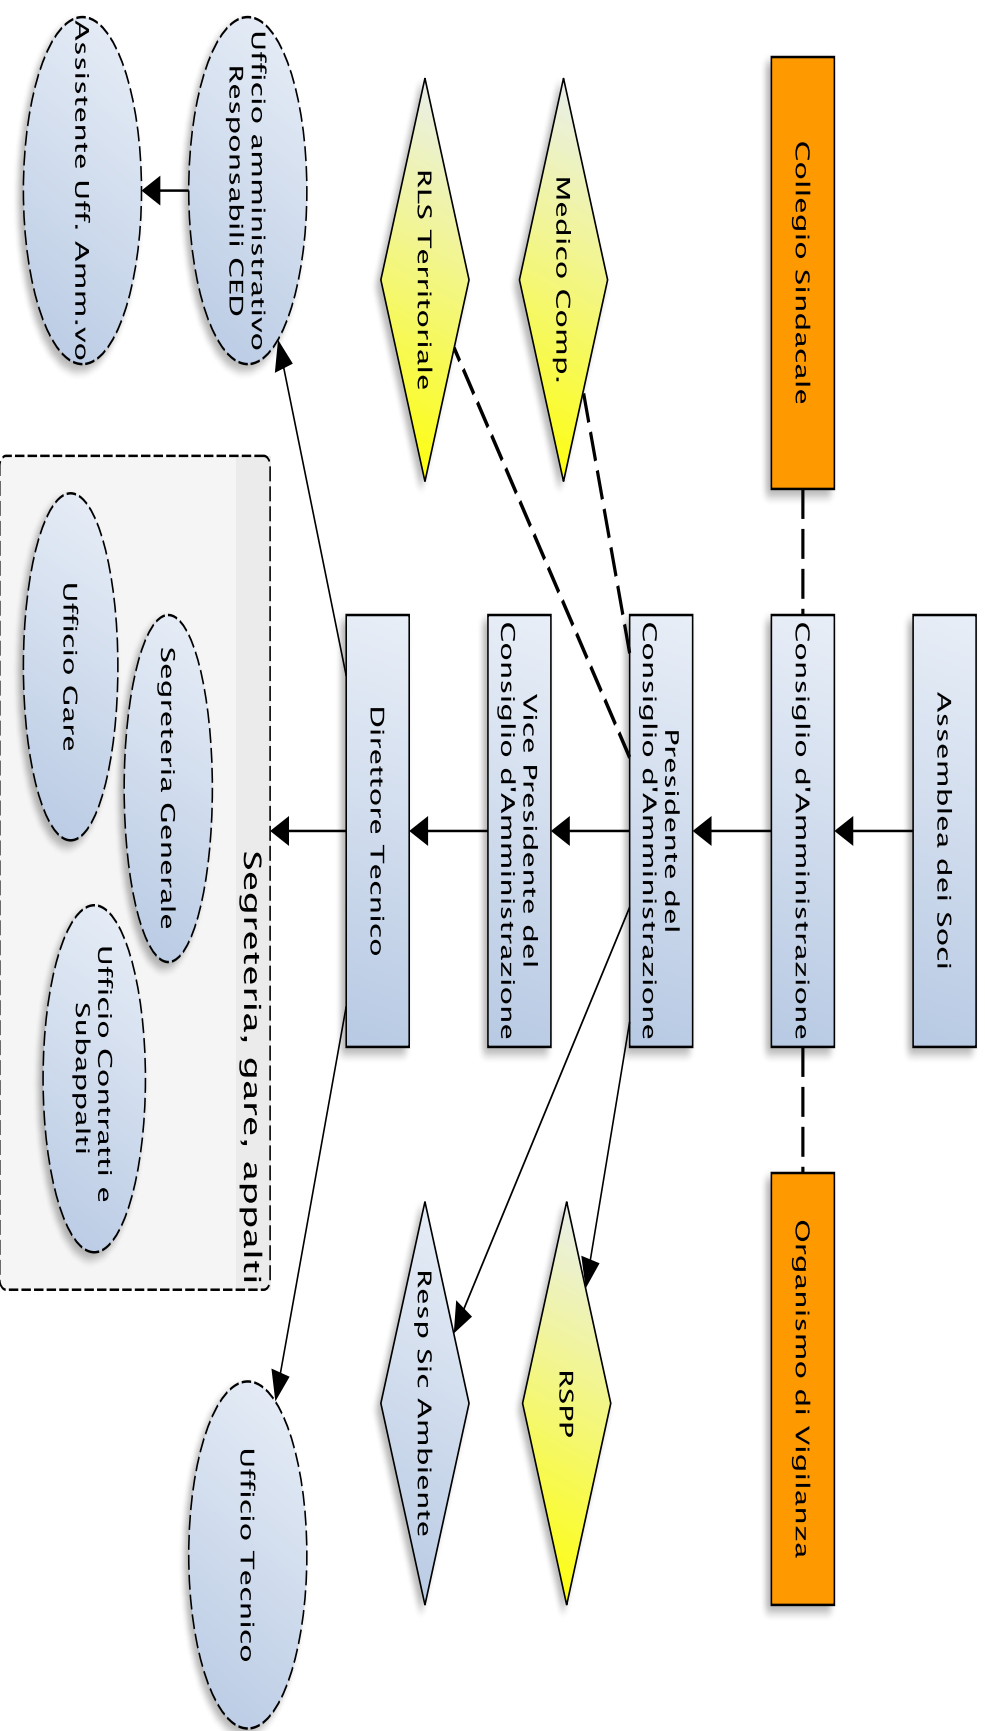 Assemblea dei Soci
Collegio Sindacale
Consiglio d'Amministrazione
Organismo di Vigilanza
Presidente del
Consiglio d'Amministrazione
Medico Comp.
RSPP
Vice Presidente del
Consiglio d'Amministrazione
RLS Territoriale
Resp Sic Ambiente
Direttore Tecnico
Ufficio amministrativo
Responsabili CED
Segreteria, gare, appalti
Ufficio Tecnico
Segreteria Generale
Ufficio Contratti e
Subappalti
Assistente Uff. Amm.vo
Ufficio Gare